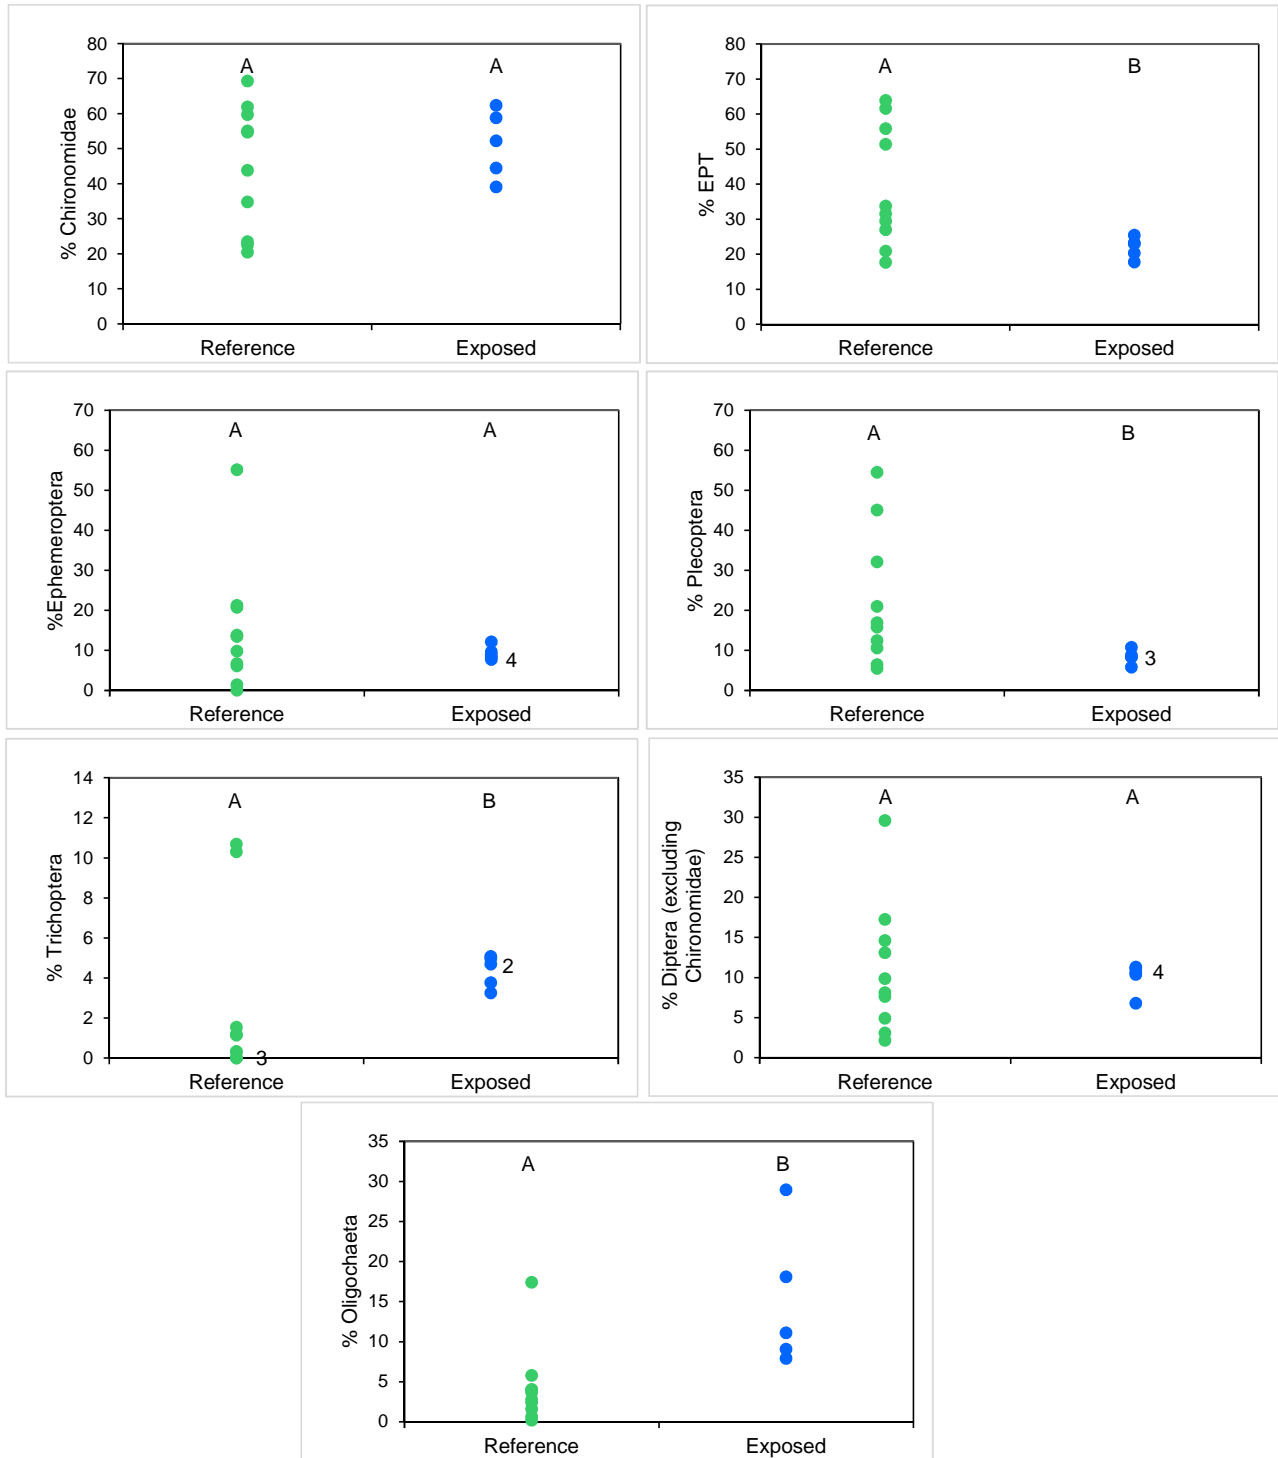 % Chironomidae
80
70
60
50
40
30
20
10
0
A
A
Reference
Exposed
% EPT
80
70
60
50
40
30
20
10
0
A
B
Reference
Exposed
%Ephemeroptera
70
60
50
40
30
20
10
0
A
A
4
Reference
Exposed
% Plecoptera
70
60
50
40
30
20
10
0
A
B
3
Reference
Exposed
% Trichoptera
14
12
10
8
6
4
2
0
A
B
2
3
Reference
Exposed
% Diptera (excluding
Chironomidae)
35
30
25
20
15
10
5
0
A
A
4
Reference
Exposed
% Oligochaeta
35
30
25
20
15
10
5
0
A
B
Reference
Exposed